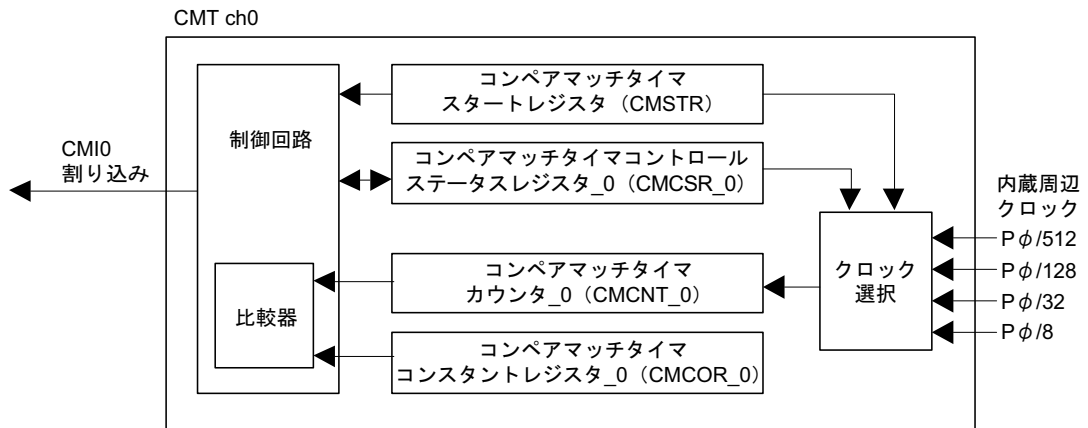 CMT ch0
コンペアマッチタイマ
スタートレジスタ（CMSTR）
制御回路
CMI0
割り込み
コンペアマッチタイマコントロール
ステータスレジスタ_0（CMCSR_0）
内蔵周辺
クロック
Pφ/512
Pφ/128
Pφ/32
Pφ/8
クロック
選択
コンペアマッチタイマ
カウンタ_0（CMCNT_0）
比較器
コンペアマッチタイマ
コンスタントレジスタ_0（CMCOR_0）